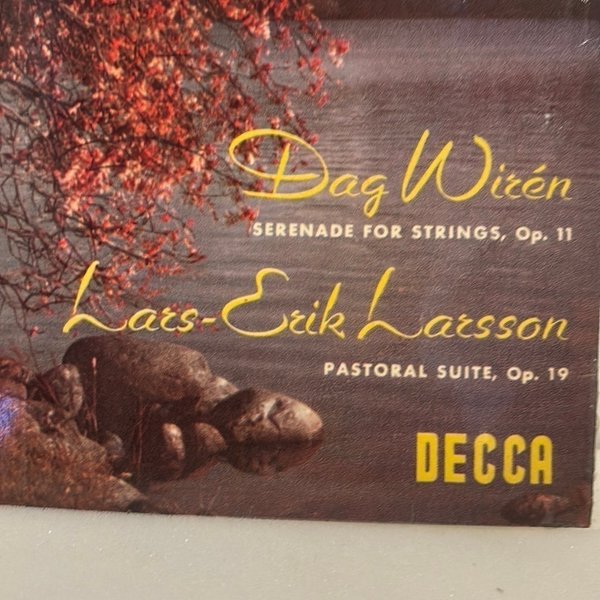 Dag Wirén
SERENADE FOR STRINGS, Op. 11
Lars-Erik Larsson
PASTORAL SUITE, Op. 19
DECCA